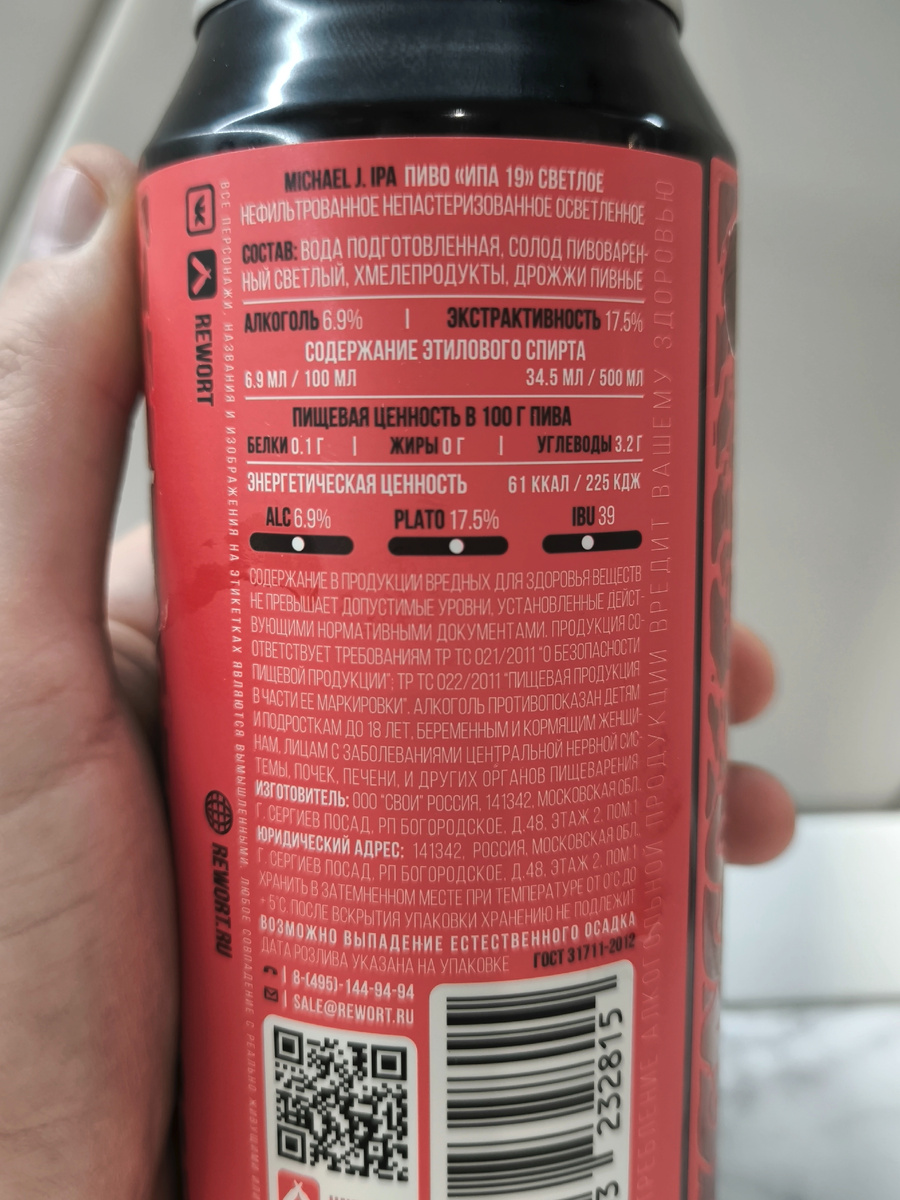 MICHAEL J. IPA ПИВО «ИПА 19» СВЕТЛОЕ
НЕФИЛЬТРОВАННОЕ НЕПАСТЕРИЗОВАННОЕ ОСВЕТЛЕННОЕ
СОСТАВ: ВОДА ПОДГОТОВЛЕННАЯ, СОЛОД ПИВОВАРЕН-
НЫЙ СВЕТЛЫЙ, ХМЕЛЕПРОДУКТЫ, ДРОЖЖИ ПИВНЫЕ
АЛКОГОЛЬ 6.9% | ЭКСТРАКТИВНОСТЬ 17.5%
СОДЕРЖАНИЕ ЭТИЛОВОГО СПИРТА
6.9 МЛ / 100 МЛ 34.5 МЛ / 500 МЛ
ПИЩЕВАЯ ЦЕННОСТЬ В 100 Г ПИВА
БЕЛКИ 0.1 Г | ЖИРЫ 0 Г | УГЛЕВОДЫ 3.2 Г
ЭНЕРГЕТИЧЕСКАЯ ЦЕННОСТЬ 61 ККАЛ / 225 КДЖ
ALC 6.9% PLATO 17.5% IBU 39
СОДЕРЖАНИЕ В ПРОДУКЦИИ ВРЕДНЫХ ДЛЯ ЗДОРОВЬЯ ВЕЩЕСТВ
НЕ ПРЕВЫШАЕТ ДОПУСТИМЫЕ УРОВНИ, УСТАНОВЛЕННЫЕ ДЕЙСТ-
ВУЮЩИМИ НОРМАТИВНЫМИ ДОКУМЕНТАМИ. ПРОДУКЦИЯ СО-
ОТВЕТСТВУЕТ ТРЕБОВАНИЯМ ТР ТС 021/2011 "О БЕЗОПАСНОСТИ
ПИЩЕВОЙ ПРОДУКЦИИ"; ТР ТС 022/2011 "ПИЩЕВАЯ ПРОДУКЦИЯ
В ЧАСТИ ЕЕ МАРКИРОВКИ". АЛКОГОЛЬ ПРОТИВОПОКАЗАН ДЕТЯМ
И ПОДРОСТКАМ ДО 18 ЛЕТ, БЕРЕМЕННЫМ И КОРМЯЩИМ ЖЕНЩИ-
НАМ, ЛИЦАМ С ЗАБОЛЕВАНИЯМИ ЦЕНТРАЛЬНОЙ НЕРВНОЙ СИС-
ТЕМЫ, ПОЧЕК, ПЕЧЕНИ, И ДРУГИХ ОРГАНОВ ПИЩЕВАРЕНИЯ
ИЗГОТОВИТЕЛЬ: ООО "СВОИ" РОССИЯ, 141342, МОСКОВСКАЯ ОБЛ.,
Г. СЕРГИЕВ ПОСАД, РП БОГОРОДСКОЕ, Д.48, ЭТАЖ 2, ПОМ 1
ЮРИДИЧЕСКИЙ АДРЕС: 141342, РОССИЯ, МОСКОВСКАЯ ОБЛ.,
Г. СЕРГИЕВ ПОСАД, РП БОГОРОДСКОЕ, Д.48, ЭТАЖ 2, ПОМ 1
ХРАНИТЬ В ЗАТЕМНЕННОМ МЕСТЕ ПРИ ТЕМПЕРАТУРЕ ОТ 0°C ДО
+ 5°C. ПОСЛЕ ВСКРЫТИЯ УПАКОВКИ ХРАНЕНИЮ НЕ ПОДЛЕЖИТ
ВОЗМОЖНО ВЫПАДЕНИЕ ЕСТЕСТВЕННОГО ОСАДКА
ДАТА РОЗЛИВА УКАЗАНА НА УПАКОВКЕ ГОСТ 31711-2012
8-(495)-144-94-94
SALE@REWORT.RU
3 232815
REWORT
REWORT.RU
ВСЕ ПЕРСОНАЖИ, НАЗВАНИЯ И ИЗОБРАЖЕНИЯ НА ЭТИКЕТКАХ ЯВЛЯЮТСЯ ВЫМЫШЛЕННЫМИ. ЛЮБОЕ СОВПАДЕНИЕ С РЕАЛЬНО ЖИВУЩИМИ
АЛКОГОЛЬНОЙ ПРОДУКЦИИ ВРЕДИТ ВАШЕМУ ЗДОРОВЬЮ